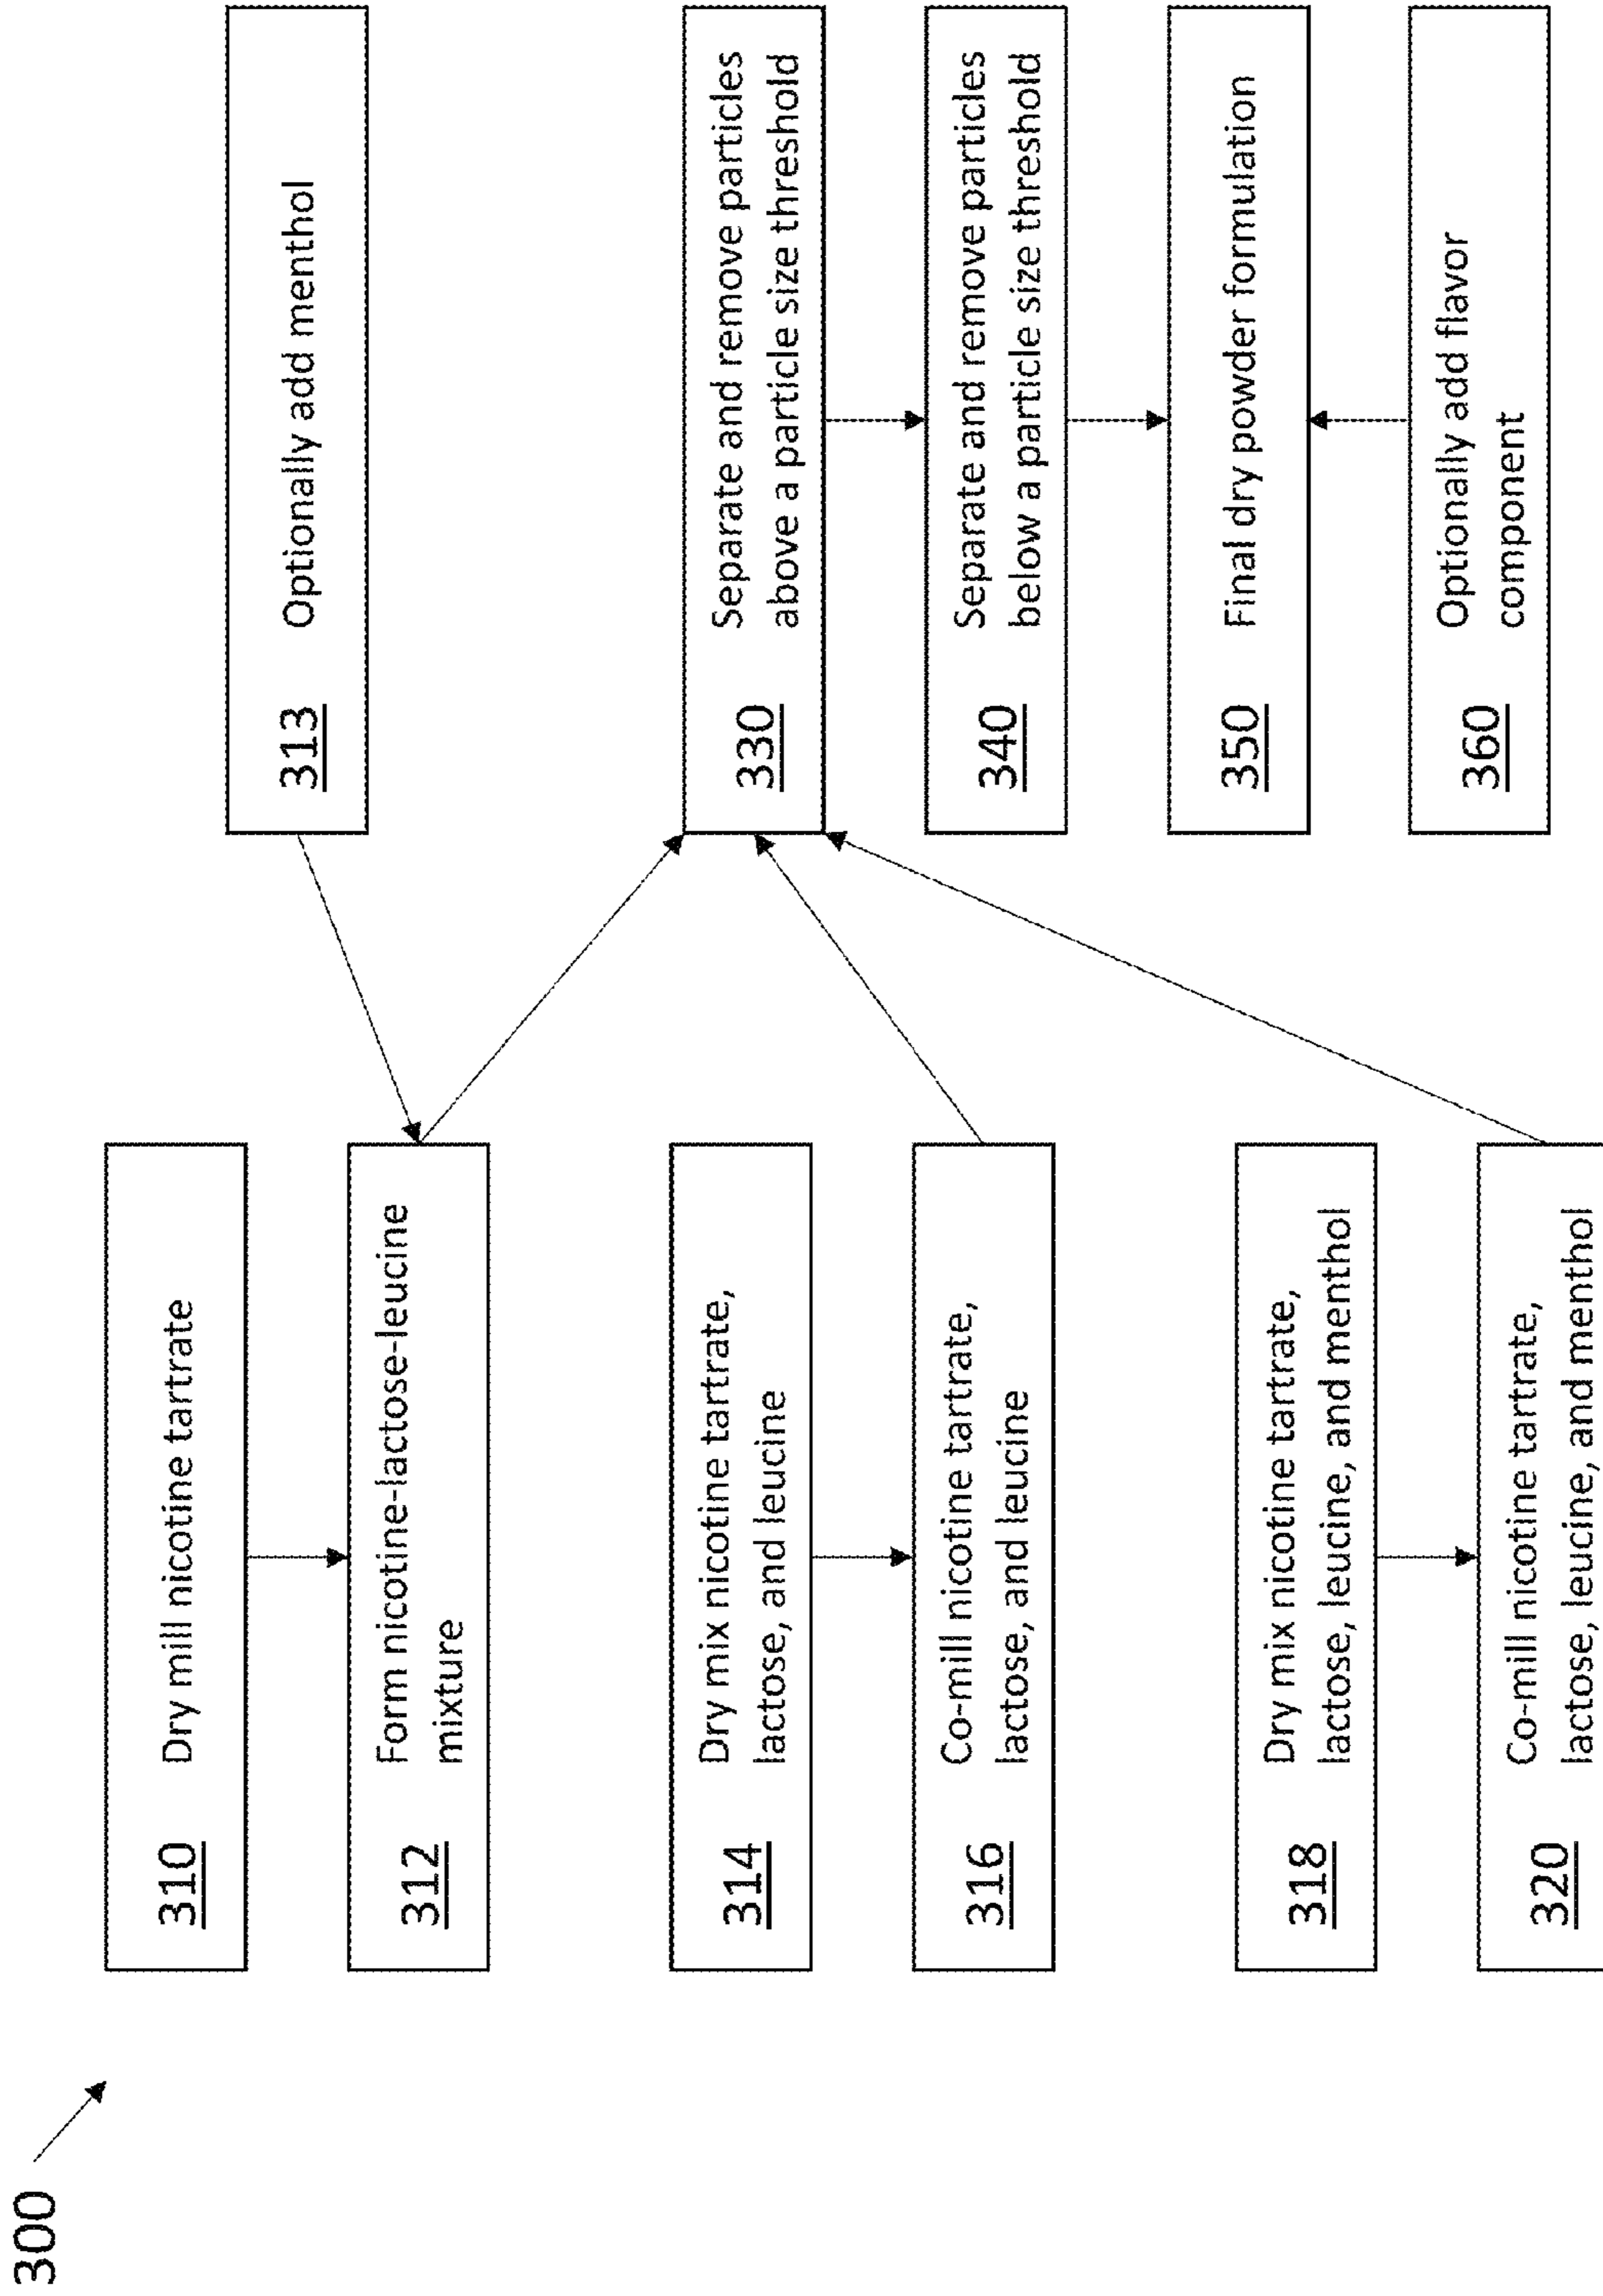 300
310 Dry mill nicotine tartrate
312 Form nicotine-lactose-leucine
mixture
314 Dry mix nicotine tartrate,
lactose, and leucine
316 Co-mill nicotine tartrate,
lactose, and leucine
318 Dry mix nicotine tartrate,
lactose, leucine, and menthol
320 Co-mill nicotine tartrate,
lactose, leucine, and menthol
313 Optionally add menthol
330 Separate and remove particles
above a particle size threshold
340 Separate and remove particles
below a particle size threshold
350 Final dry powder formulation
360 Optionally add flavor
component